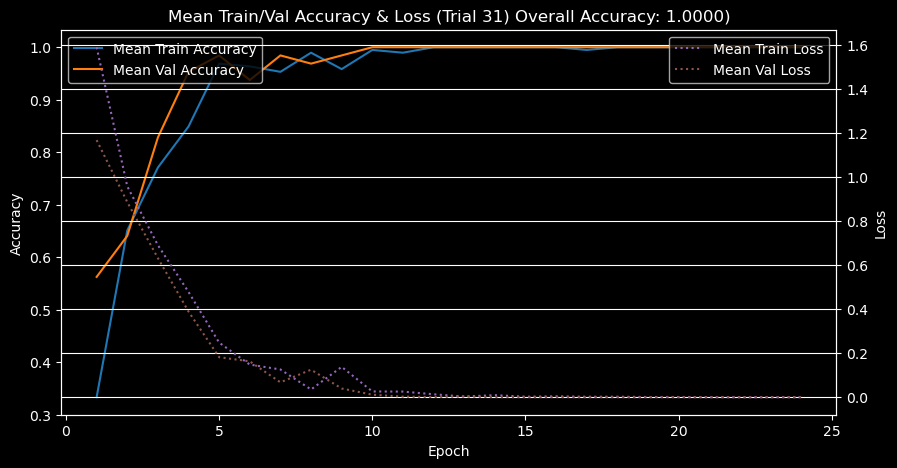 Mean Train/Val Accuracy & Loss (Trial 31) Overall Accuracy: 1.0000)
Mean Train Accuracy
Mean Val Accuracy
Mean Train Loss
Mean Val Loss
1.0
0.9
0.8
0.7
0.6
0.5
0.4
0.3
Accuracy
1.6
1.4
1.2
1.0
0.8
0.6
0.4
0.2
0.0
Loss
0 5 10 15 20 25
Epoch